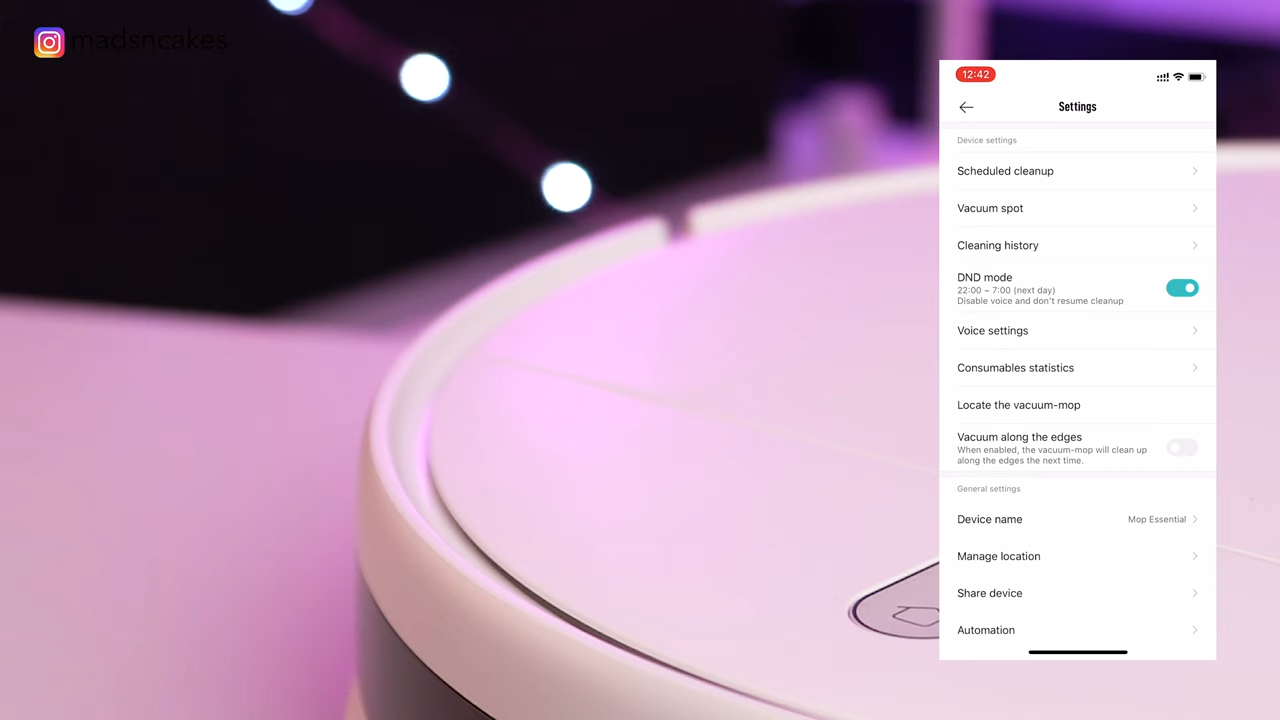 madsncakes
12:42
Settings
Device settings
Scheduled cleanup
Vacuum spot
Cleaning history
DND mode
22:00 ~ 7:00 (next day)
Disable voice and don't resume cleanup
Voice settings
Consumables statistics
Locate the vacuum-mop
Vacuum along the edges
When enabled, the vacuum-mop will clean up
along the edges the next time.
General settings
Device name
Mop Essential
Manage location
Share device
Automation